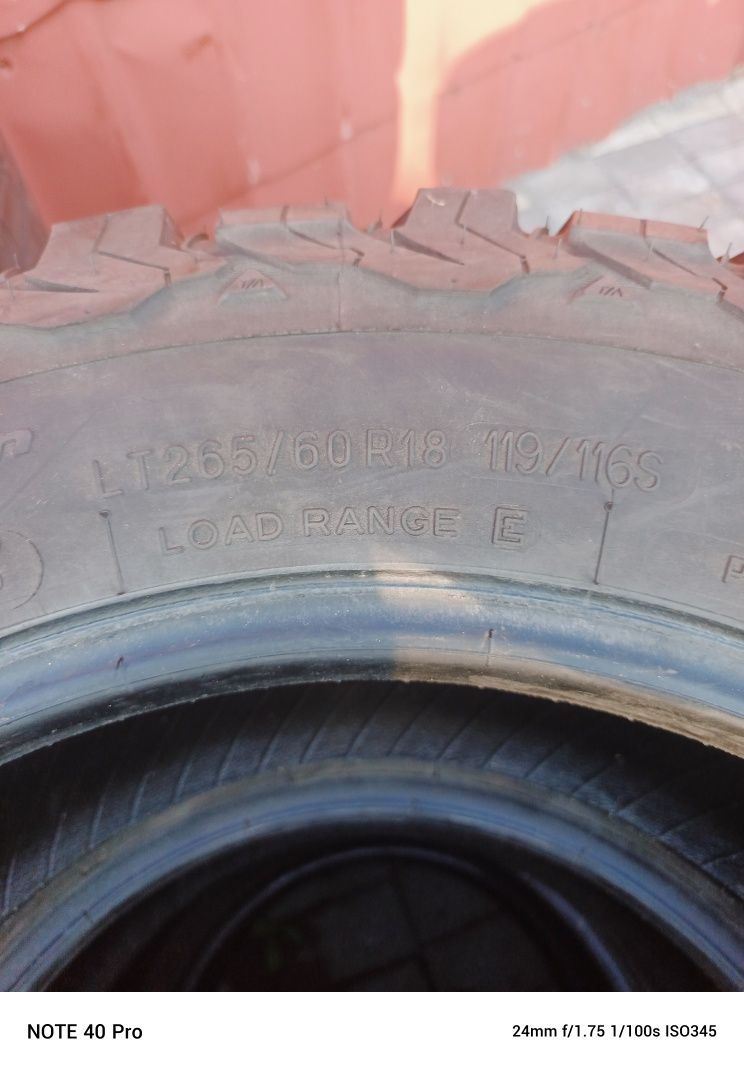 LT265/60R18 119/116S
LOAD RANGE E
NOTE 40 Pro
24mm f/1.75 1/100s ISO345